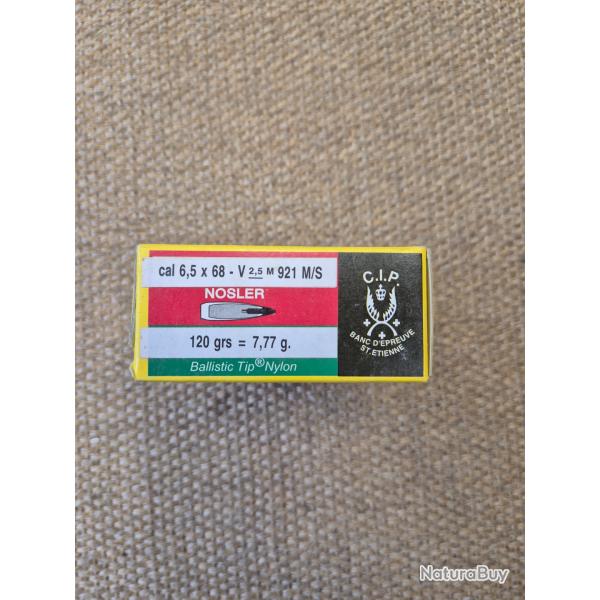 cal 6,5 x 68 - V 2,5 M 921 M/S
NOSLER
120 grs = 7,77 g.
Ballistic Tip® Nylon
C.I.P.
BANC D'EPREUVE
ST. ETIENNE
NaturaBuy